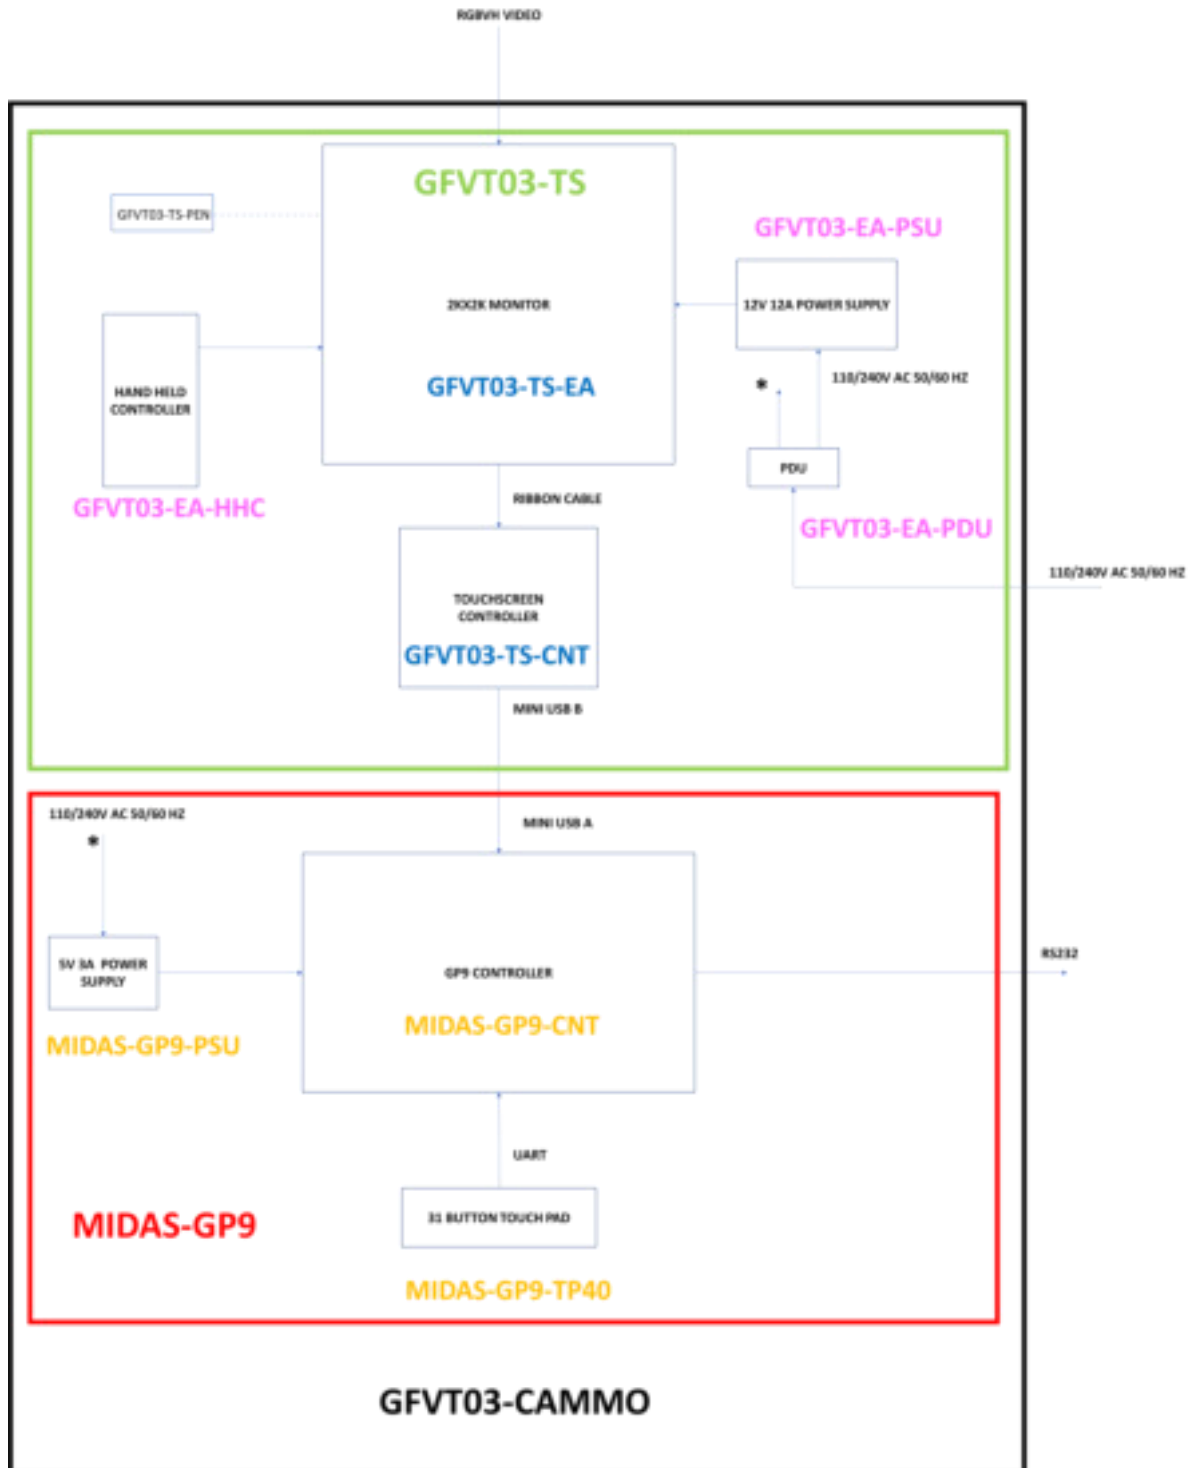 RGBVH VIDEO
GFVT03-TS
GFVT03-TS-PEN
GFVT03-EA-PSU
2KX2K MONITOR
12V 12A POWER SUPPLY
GFVT03-TS-EA
*
110/240V AC 50/60 HZ
HAND HELD
CONTROLLER
PDU
GFVT03-EA-HHC
RIBBON CABLE
GFVT03-EA-PDU
110/240V AC 50/60 HZ
TOUCHSCREEN
CONTROLLER
GFVT03-TS-CNT
MINI USB B
110/240V AC 50/60 HZ
*
MINI USB A
5V 3A POWER
SUPPLY
GP9 CONTROLLER
RS232
MIDAS-GP9-PSU
MIDAS-GP9-CNT
UART
31 BUTTON TOUCH PAD
MIDAS-GP9
MIDAS-GP9-TP40
GFVT03-CAMMO